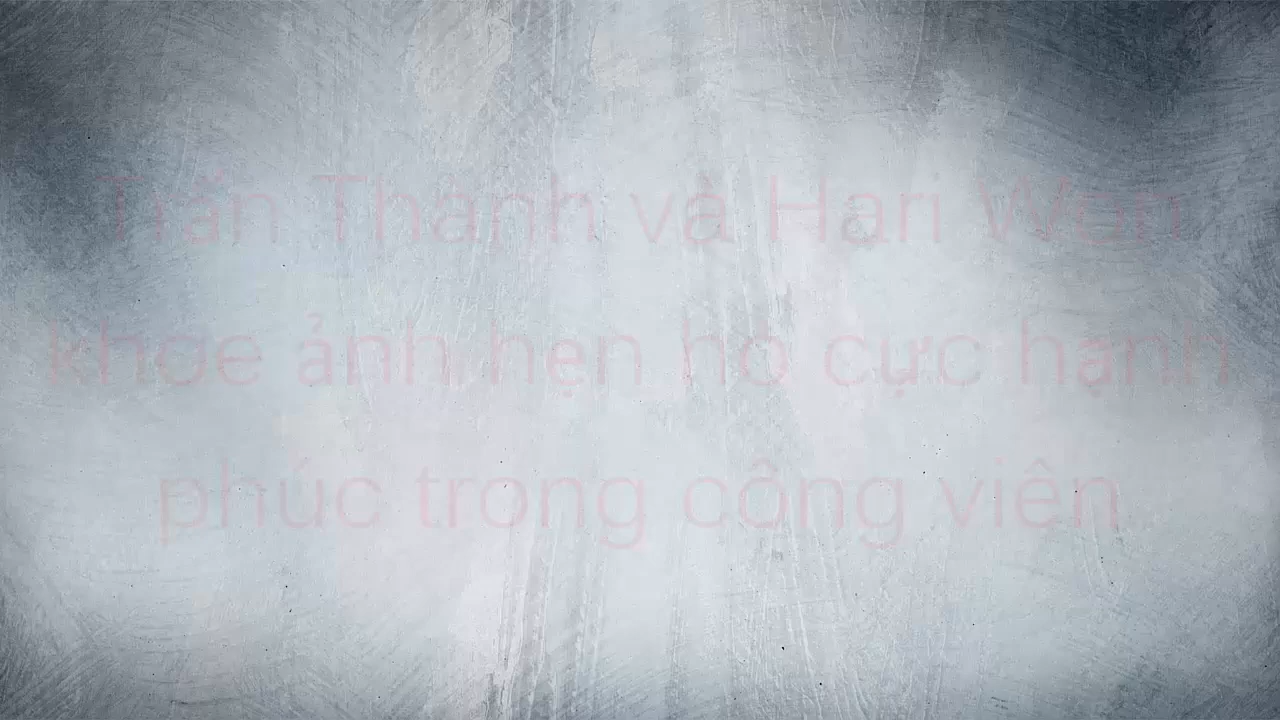 Trấn Thành và Hari Won
khoe ảnh hẹn hò cực hạnh
phúc trong công viên